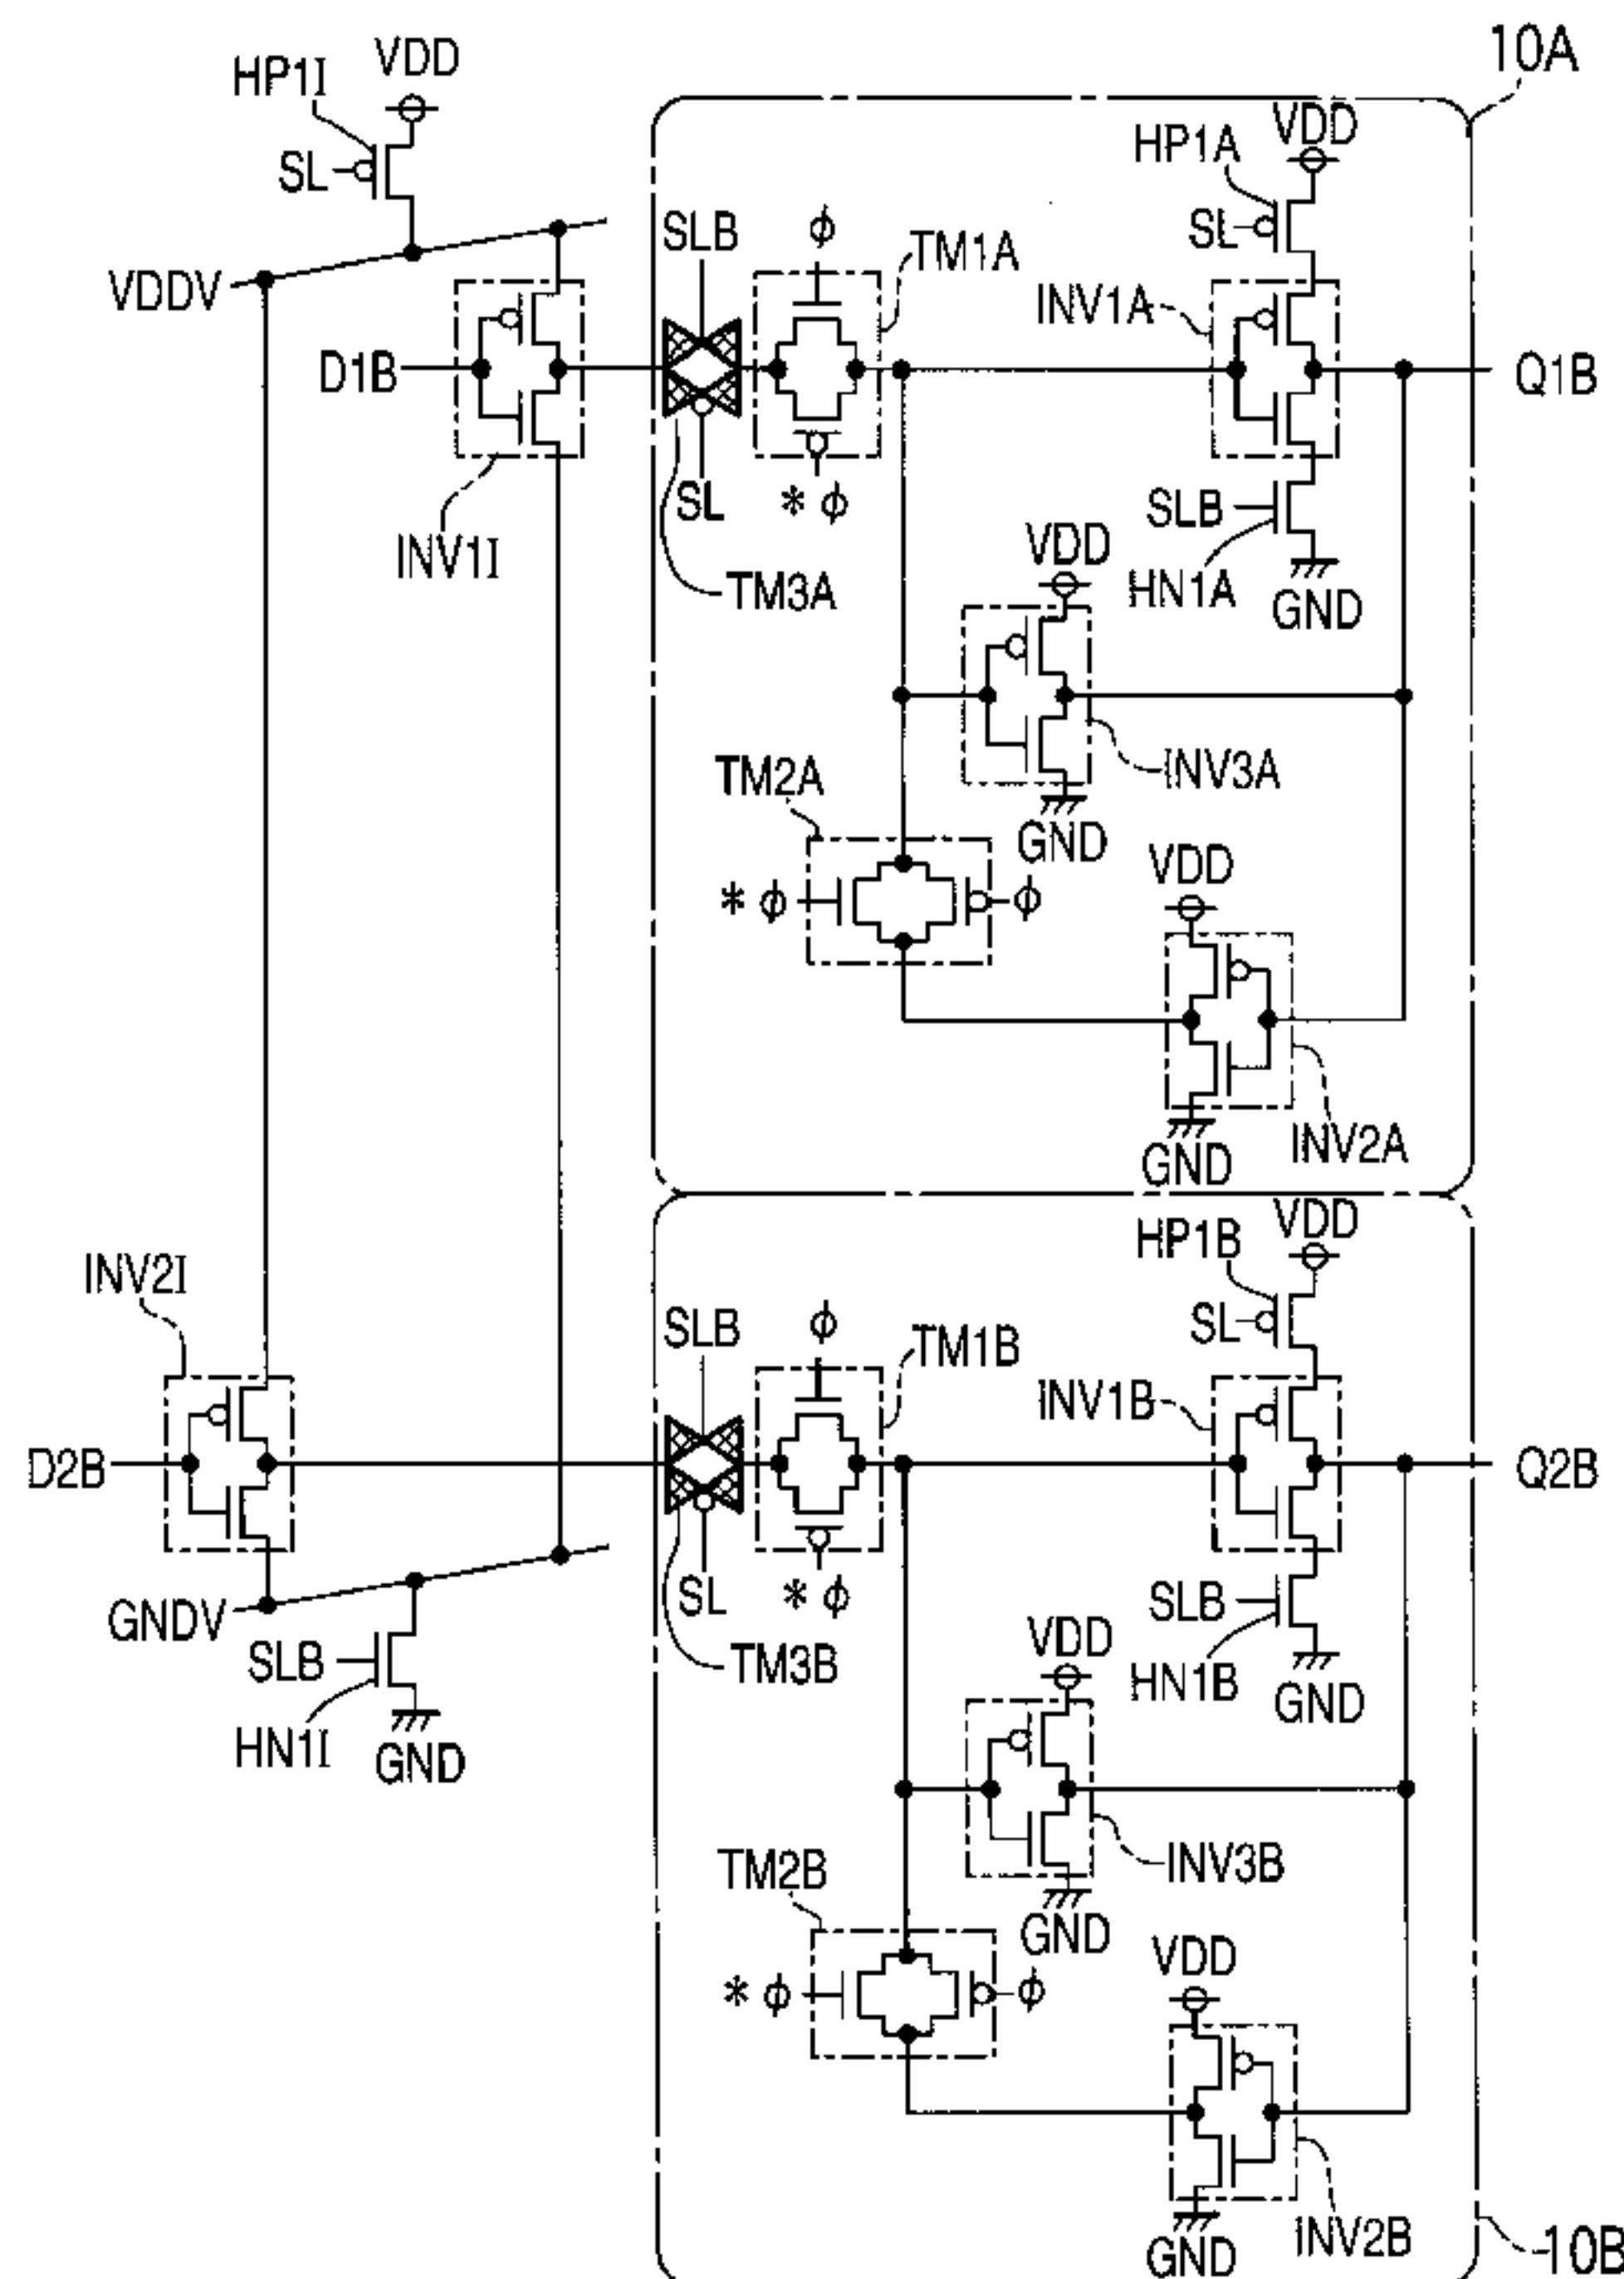 10A
HP1I
VDD
VDD
HP1A
SL
SL
SLB
ϕ
TM1A
VDDV
INV1A
D1B
Q1B
SL
* ϕ
SLB
INV1I
VDD
TM3A
HN1A
GND
TM2A
INV3A
GND
VDD
* ϕ
ϕ
GND
INV2A
VDD
HP1B
INV2I
SLB
ϕ
SL
TM1B
INV1B
D2B
Q2B
SL
* ϕ
SLB
GNDV
VDD
SLB
TM3B
HN1B
GND
HN1I
GND
TM2B
INV3B
GND
VDD
* ϕ
ϕ
INV2B
GND
10B